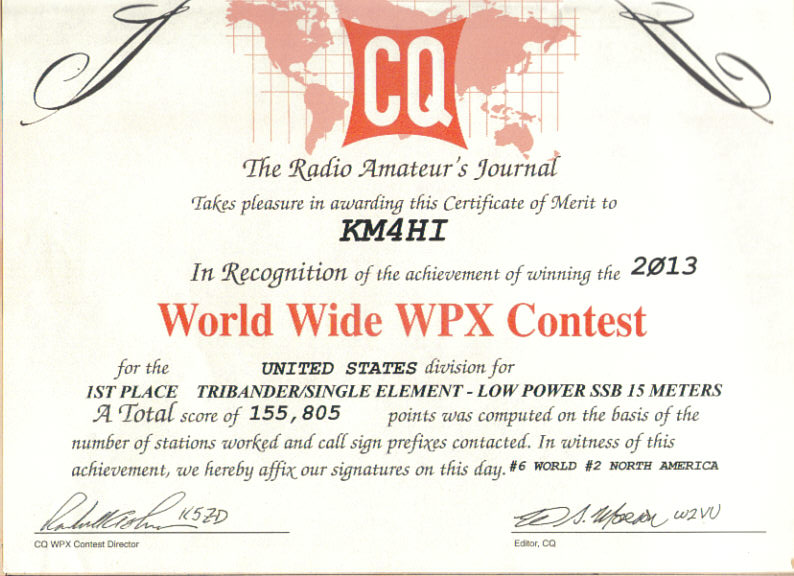 CQ
The Radio Amateur's Journal
Takes pleasure in awarding this Certificate of Merit to
KM4HI
In Recognition of the achievement of winning the 2Ø13
World Wide WPX Contest
for the UNITED STATES division for
1ST PLACE TRIBANDER/SINGLE ELEMENT - LOW POWER SSB 15 METERS
A Total score of 155,805 points was computed on the basis of the
number of stations worked and call sign prefixes contacted. In witness of this
achievement, we hereby affix our signatures on this day. #6 WORLD #2 NORTH AMERICA
K5ZD W2VU
CQ WPX Contest Director Editor, CQ